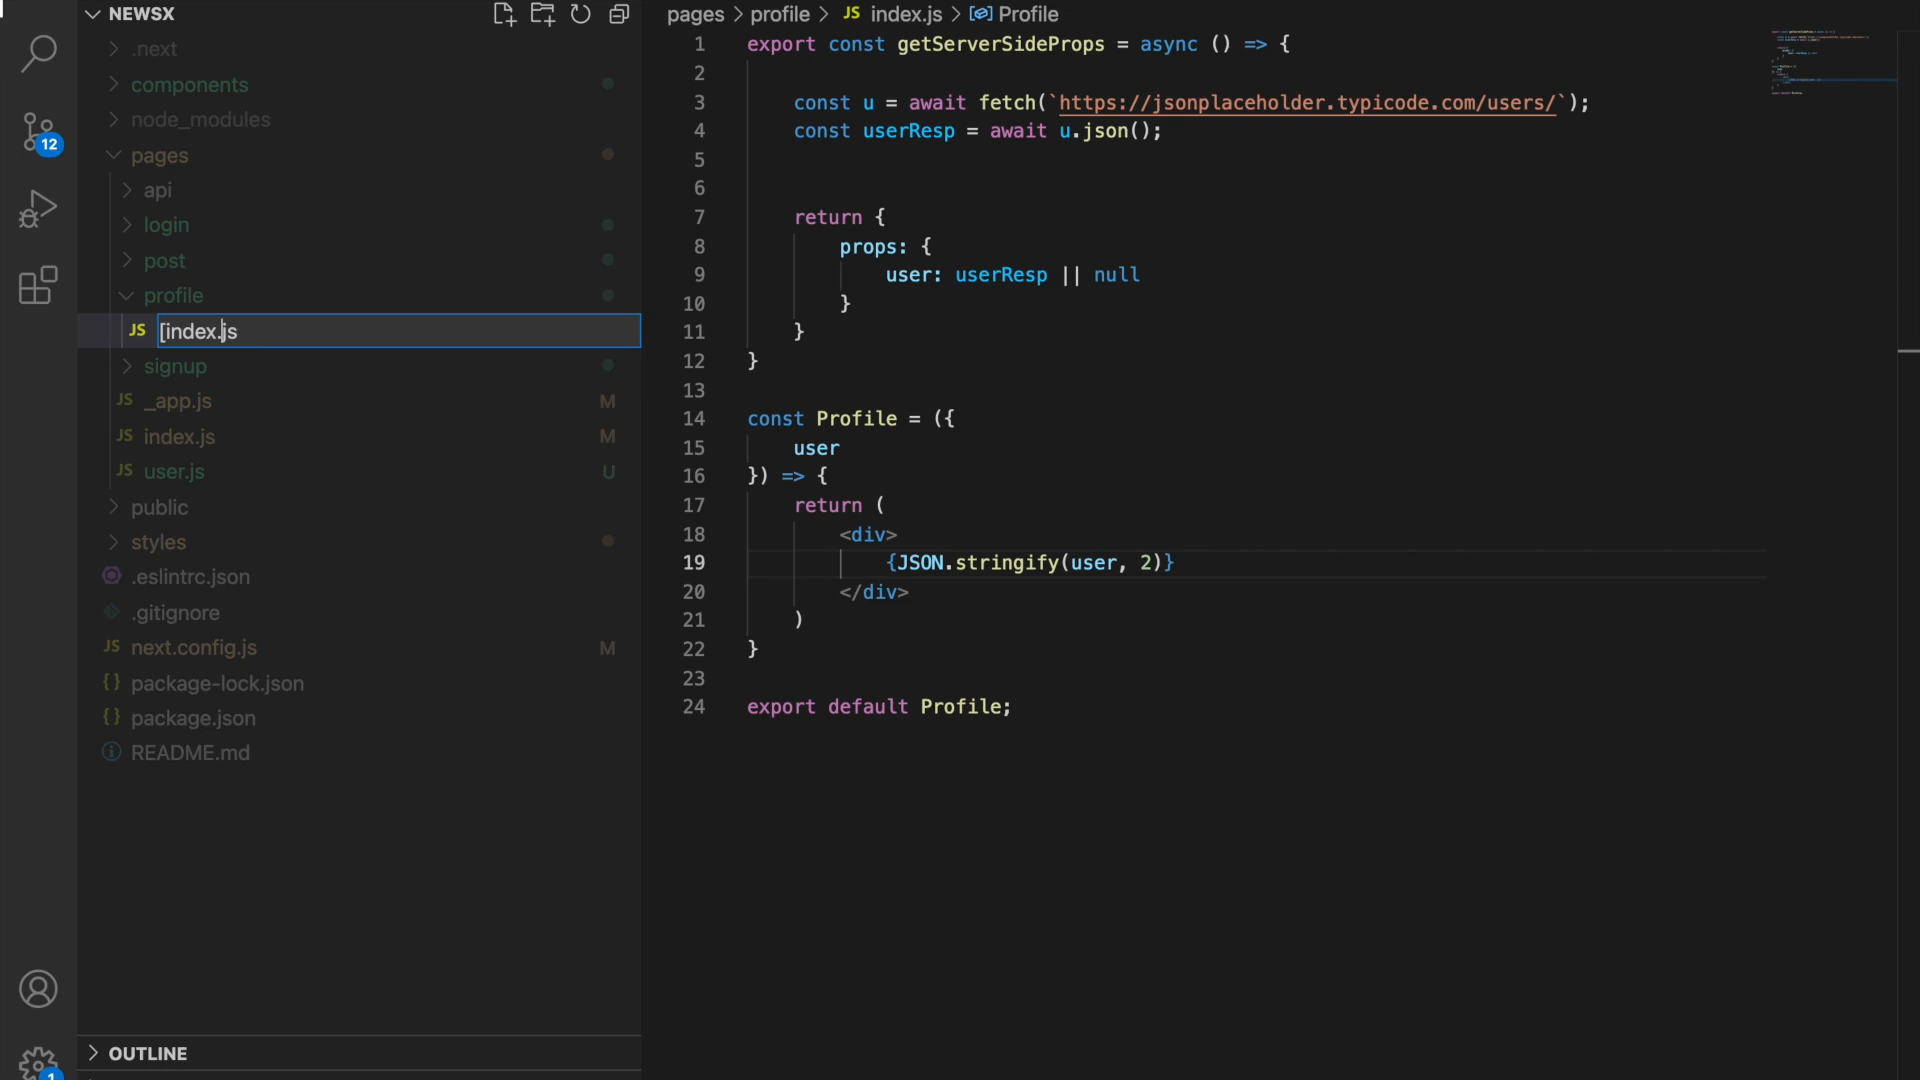 NEWSX
.next
components
node_modules
pages
api
login
post
profile
JS [index.js
signup
JS _app.js M
JS index.js M
JS user.js U
public
styles
.eslintrc.json
.gitignore
JS next.config.js M
{} package-lock.json
{} package.json
README.md
OUTLINE
12
1
pages > profile > JS index.js > Profile
1 export const getServerSideProps = async () => {
2
3 const u = await fetch(`https://jsonplaceholder.typicode.com/users/`);
4 const userResp = await u.json();
5
6
7 return {
8 props: {
9 user: userResp || null
10 }
11 }
12 }
13
14 const Profile = ({
15 user
16 }) => {
17 return (
18 <div>
19 {JSON.stringify(user, 2)}
20 </div>
21 )
22 }
23
24 export default Profile;